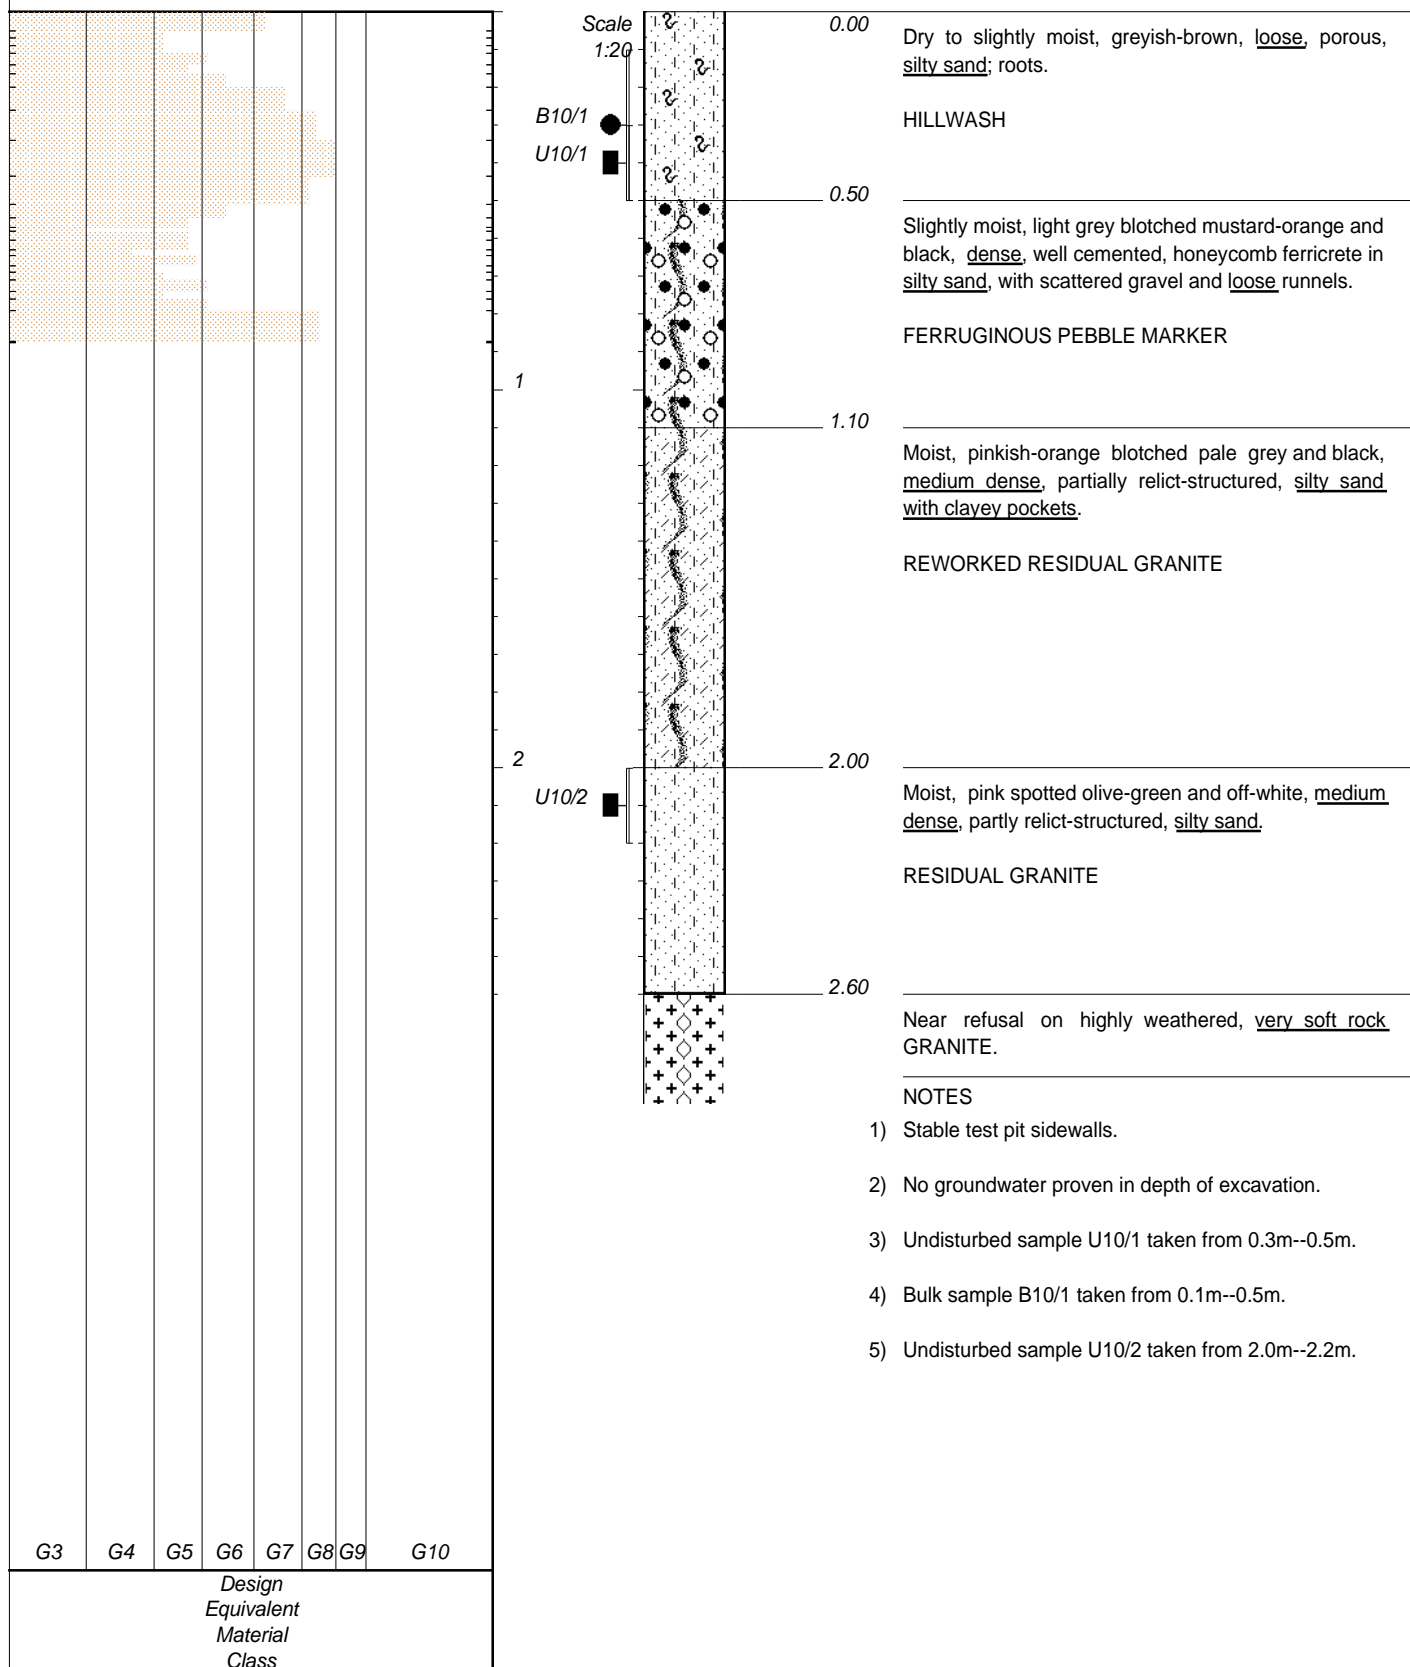 Scale
1:20
0.00
Dry to slightly moist, greyish-brown, loose, porous,
silty sand; roots.
HILLWASH
B10/1
U10/1
0.50
Slightly moist, light grey blotched mustard-orange and
black, dense, well cemented, honeycomb ferricrete in
silty sand, with scattered gravel and loose runnels.
FERRUGINOUS PEBBLE MARKER
1
1.10
Moist, pinkish-orange blotched pale grey and black,
medium dense, partially relict-structured, silty sand
with clayey pockets.
REWORKED RESIDUAL GRANITE
2
2.00
U10/2
Moist, pink spotted olive-green and off-white, medium
dense, partly relict-structured, silty sand.
RESIDUAL GRANITE
2.60
Near refusal on highly weathered, very soft rock
GRANITE.
NOTES
1) Stable test pit sidewalls.
2) No groundwater proven in depth of excavation.
3) Undisturbed sample U10/1 taken from 0.3m--0.5m.
4) Bulk sample B10/1 taken from 0.1m--0.5m.
5) Undisturbed sample U10/2 taken from 2.0m--2.2m.
G3 G4 G5 G6 G7 G8 G9 G10
Design
Equivalent
Material
Class